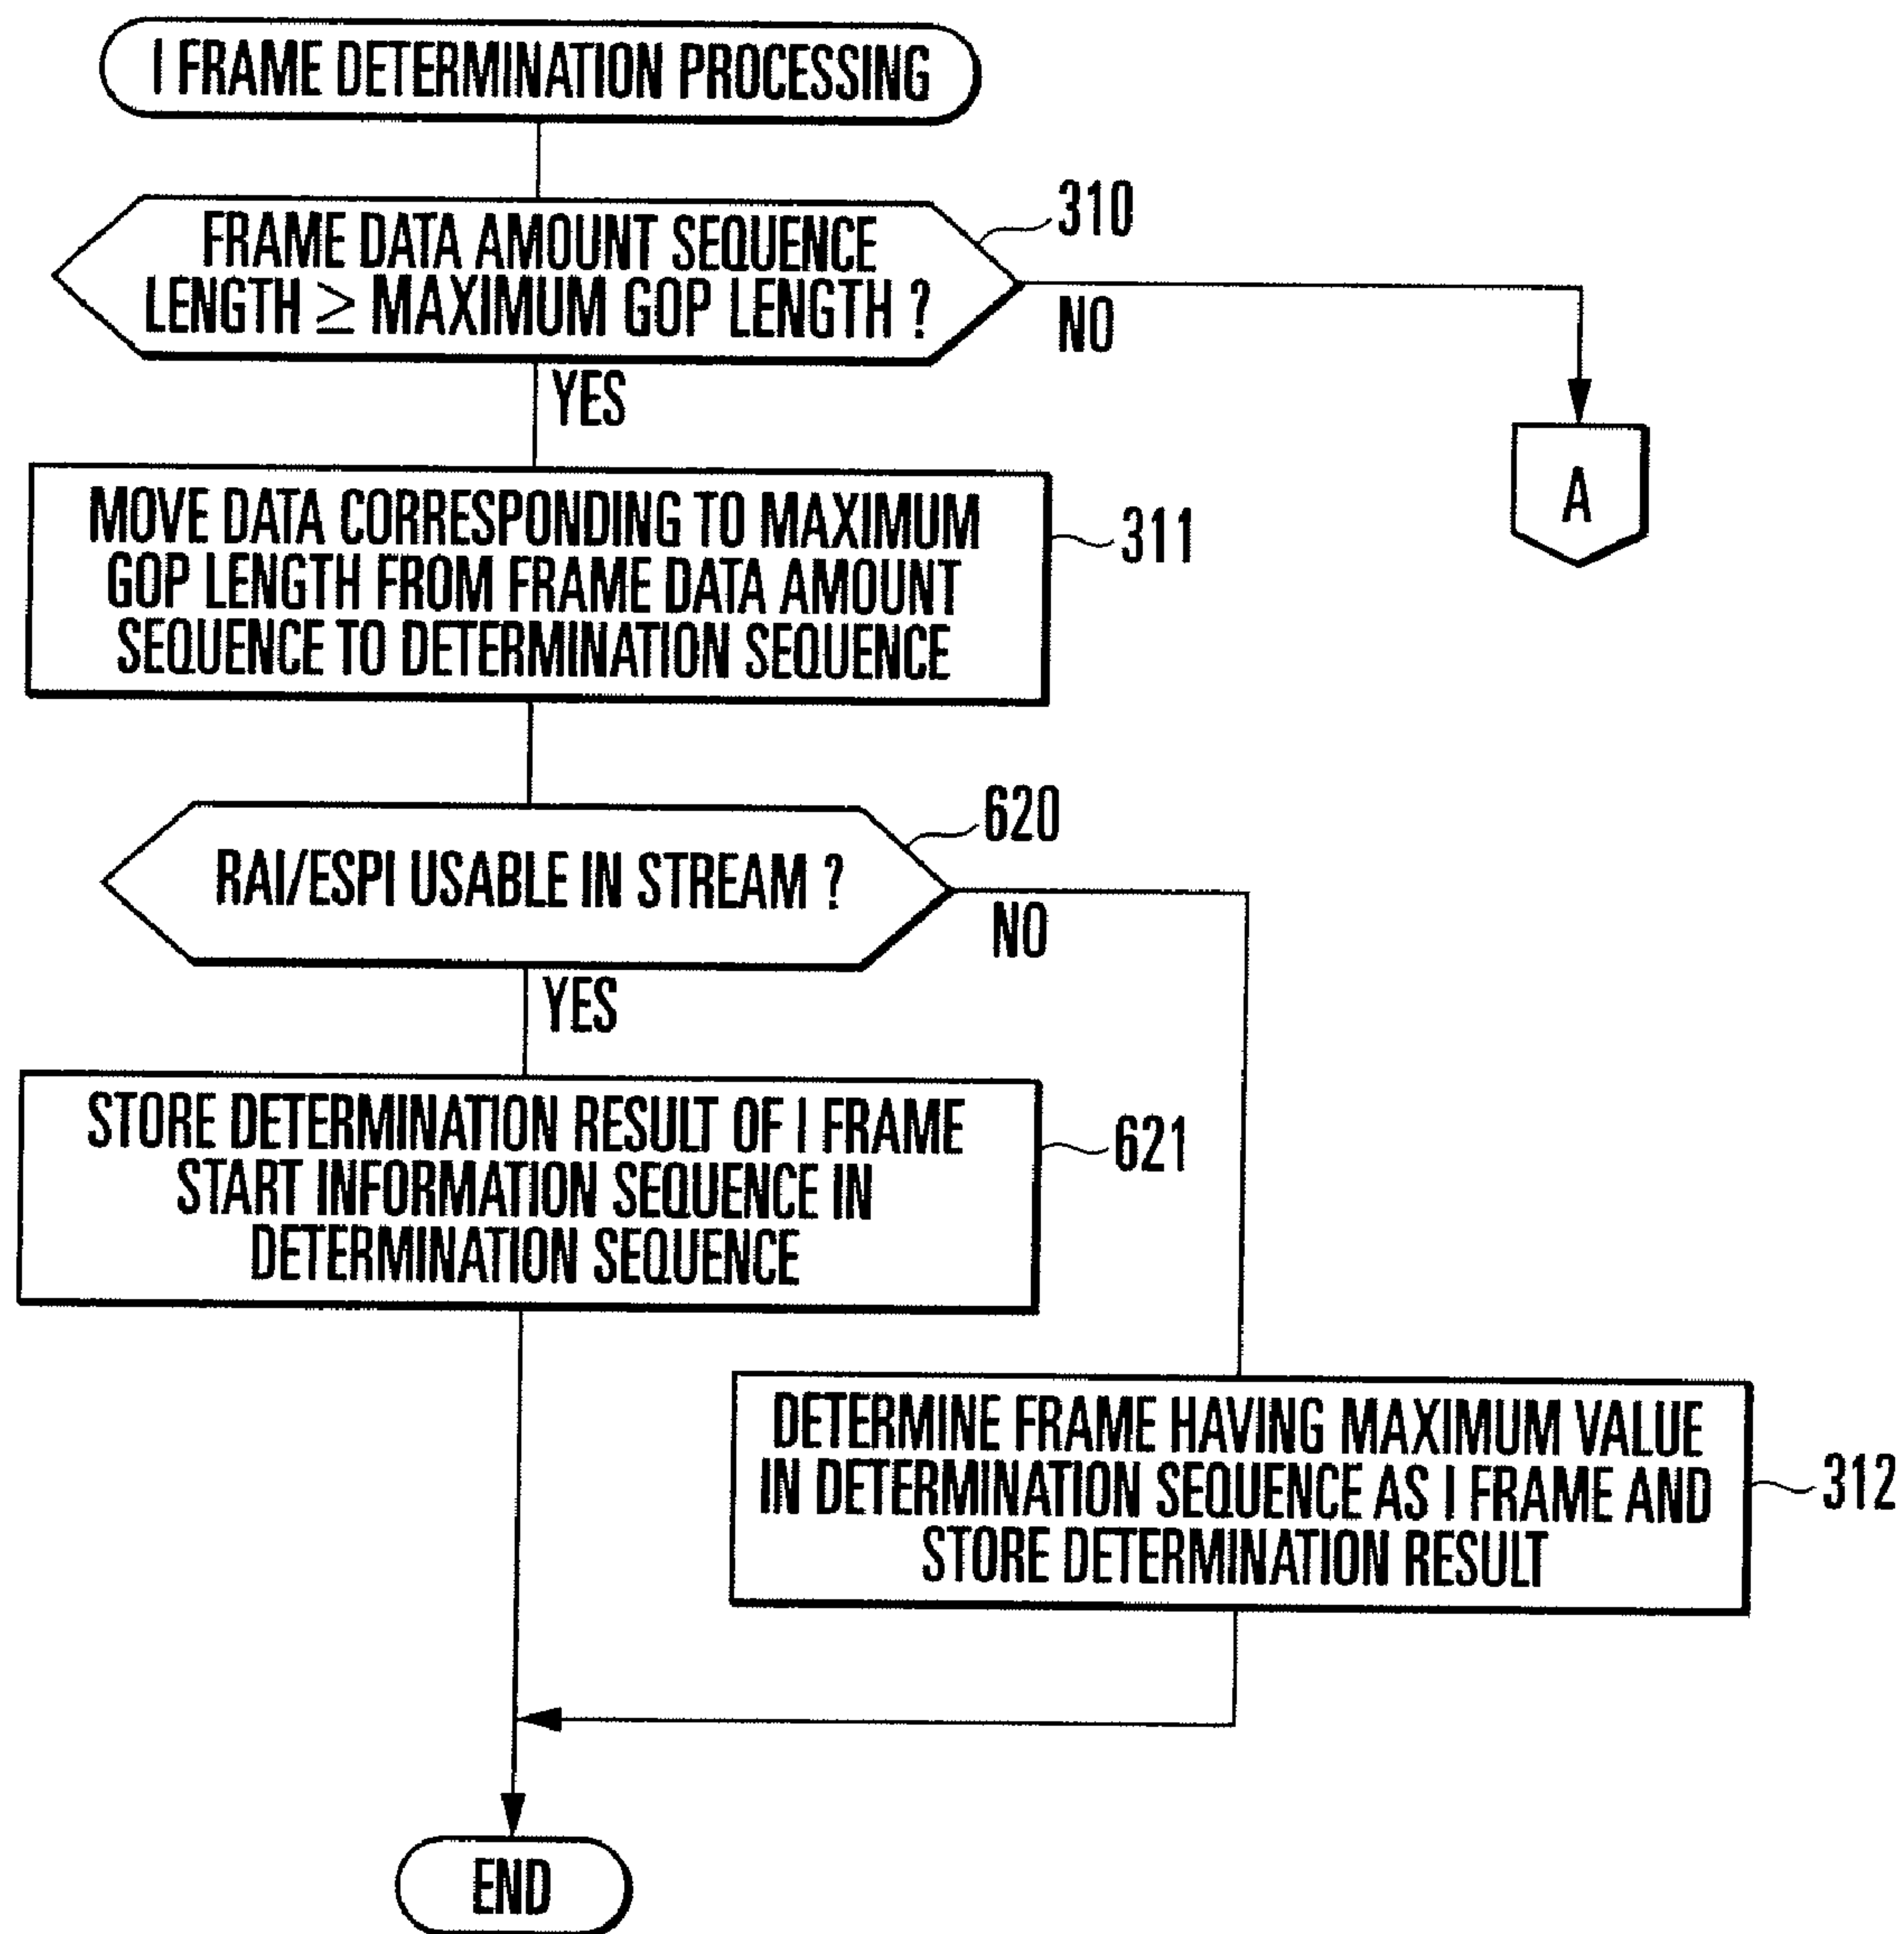 I FRAME DETERMINATION PROCESSING
310
FRAME DATA AMOUNT SEQUENCE
LENGTH ≥ MAXIMUM GOP LENGTH ?
NO
YES
A
MOVE DATA CORRESPONDING TO MAXIMUM
GOP LENGTH FROM FRAME DATA AMOUNT
SEQUENCE TO DETERMINATION SEQUENCE
311
620
RAI/ESPI USABLE IN STREAM ?
NO
YES
STORE DETERMINATION RESULT OF I FRAME
START INFORMATION SEQUENCE IN
DETERMINATION SEQUENCE
621
DETERMINE FRAME HAVING MAXIMUM VALUE
IN DETERMINATION SEQUENCE AS I FRAME AND
STORE DETERMINATION RESULT
312
END